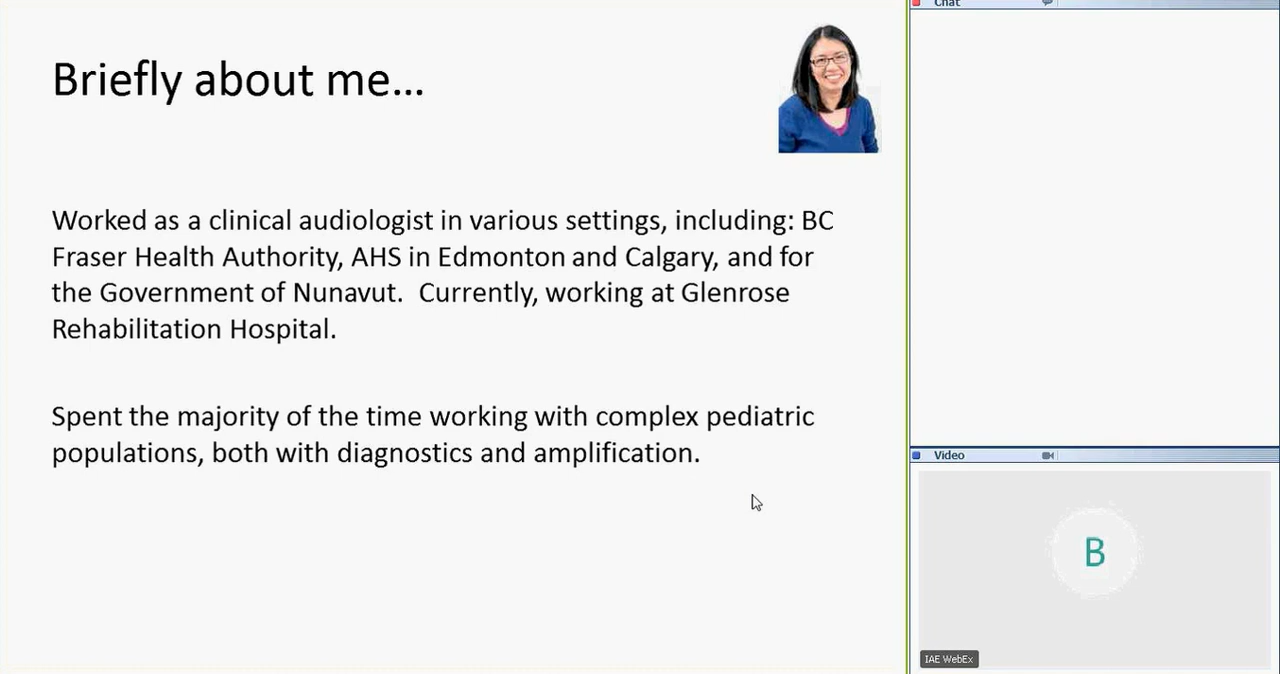 Briefly about me...
Worked as a clinical audiologist in various settings, including: BC
Fraser Health Authority, AHS in Edmonton and Calgary, and for
the Government of Nunavut.  Currently, working at Glenrose
Rehabilitation Hospital.
Spent the majority of the time working with complex pediatric
populations, both with diagnostics and amplification.
Chat
Video
B
IAE WebEx